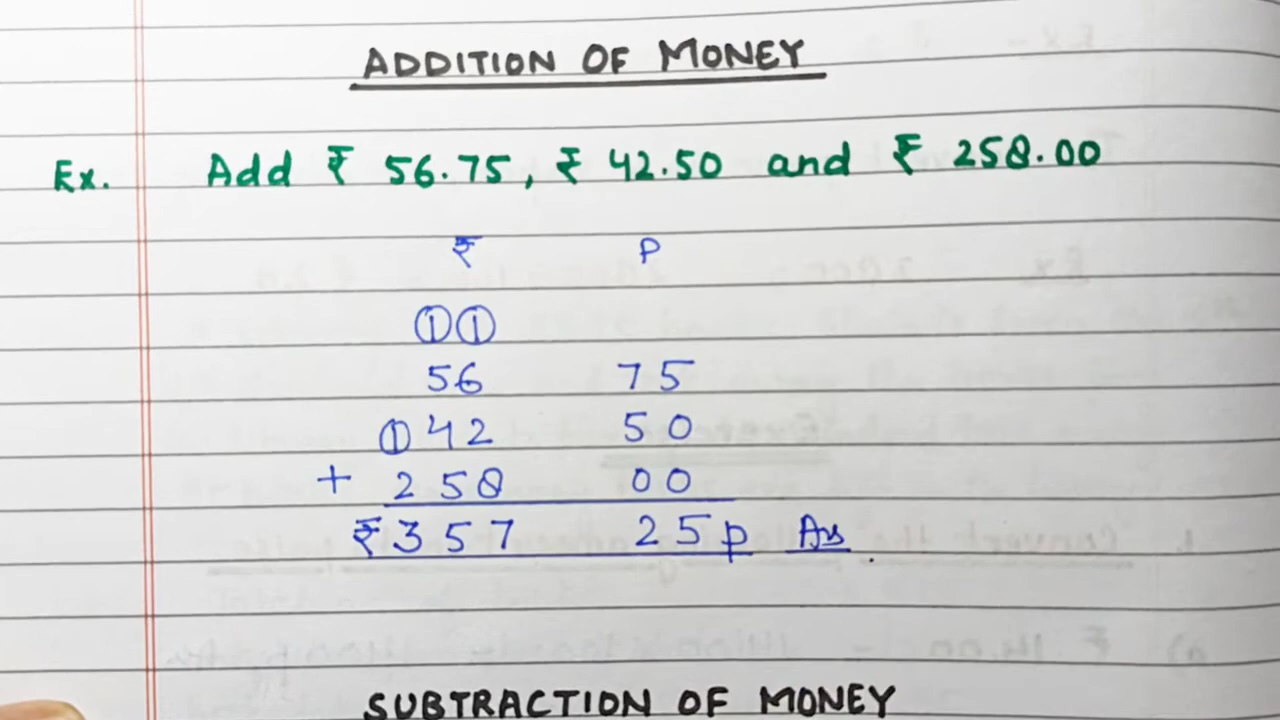 ADDITION OF MONEY
Ex. Add ₹ 56.75, ₹ 42.50 and ₹ 258.00
₹ P
①①
56 75
①42 50
+ 258 00
₹357 25p Ans
SUBTRACTION OF MONEY